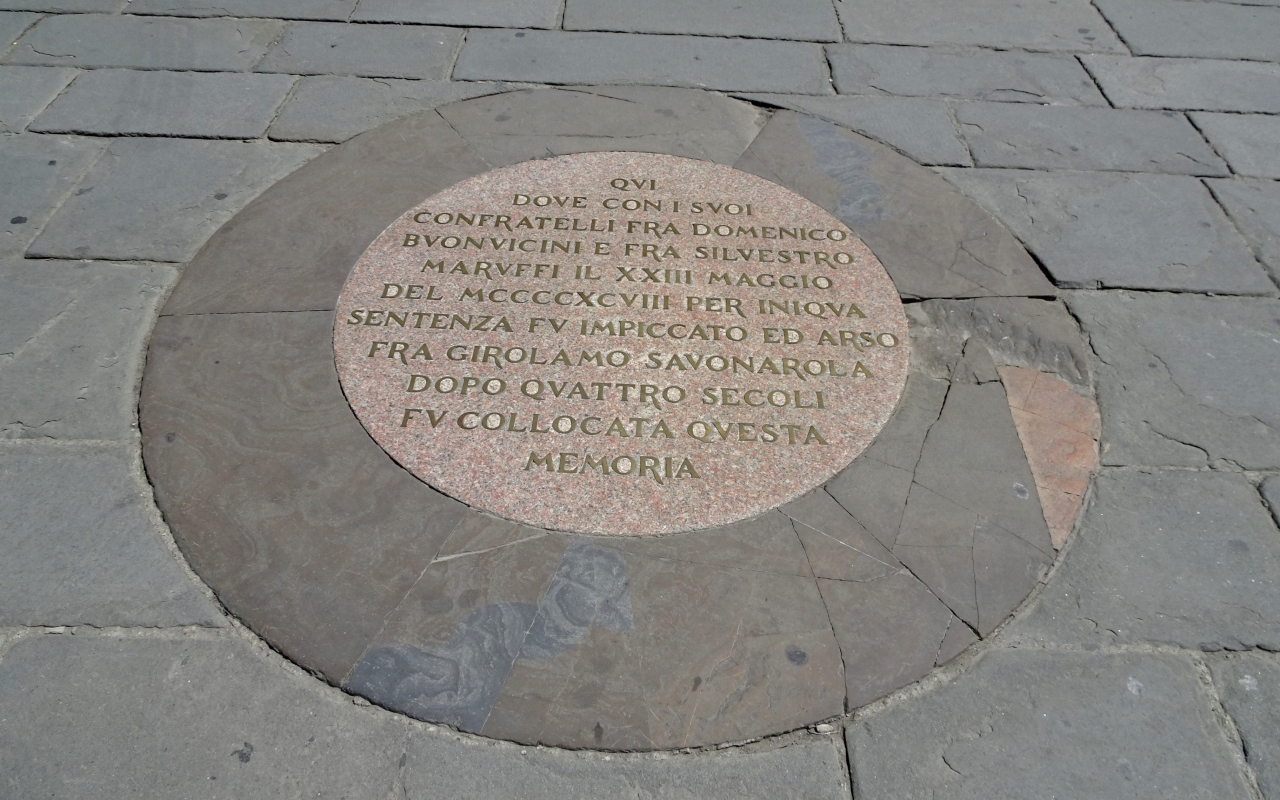 QVI
DOVE CON I SVOI
CONFRATELLI FRA DOMENICO
BVONVICINI E FRA SILVESTRO
MARVFFI IL XXIII MAGGIO
DEL MCCCCXCVIII PER INIQVA
SENTENZA FV IMPICCATO ED ARSO
FRA GIROLAMO SAVONAROLA
DOPO QVATTRO SECOLI
FV COLLOCATA QVESTA
MEMORIA